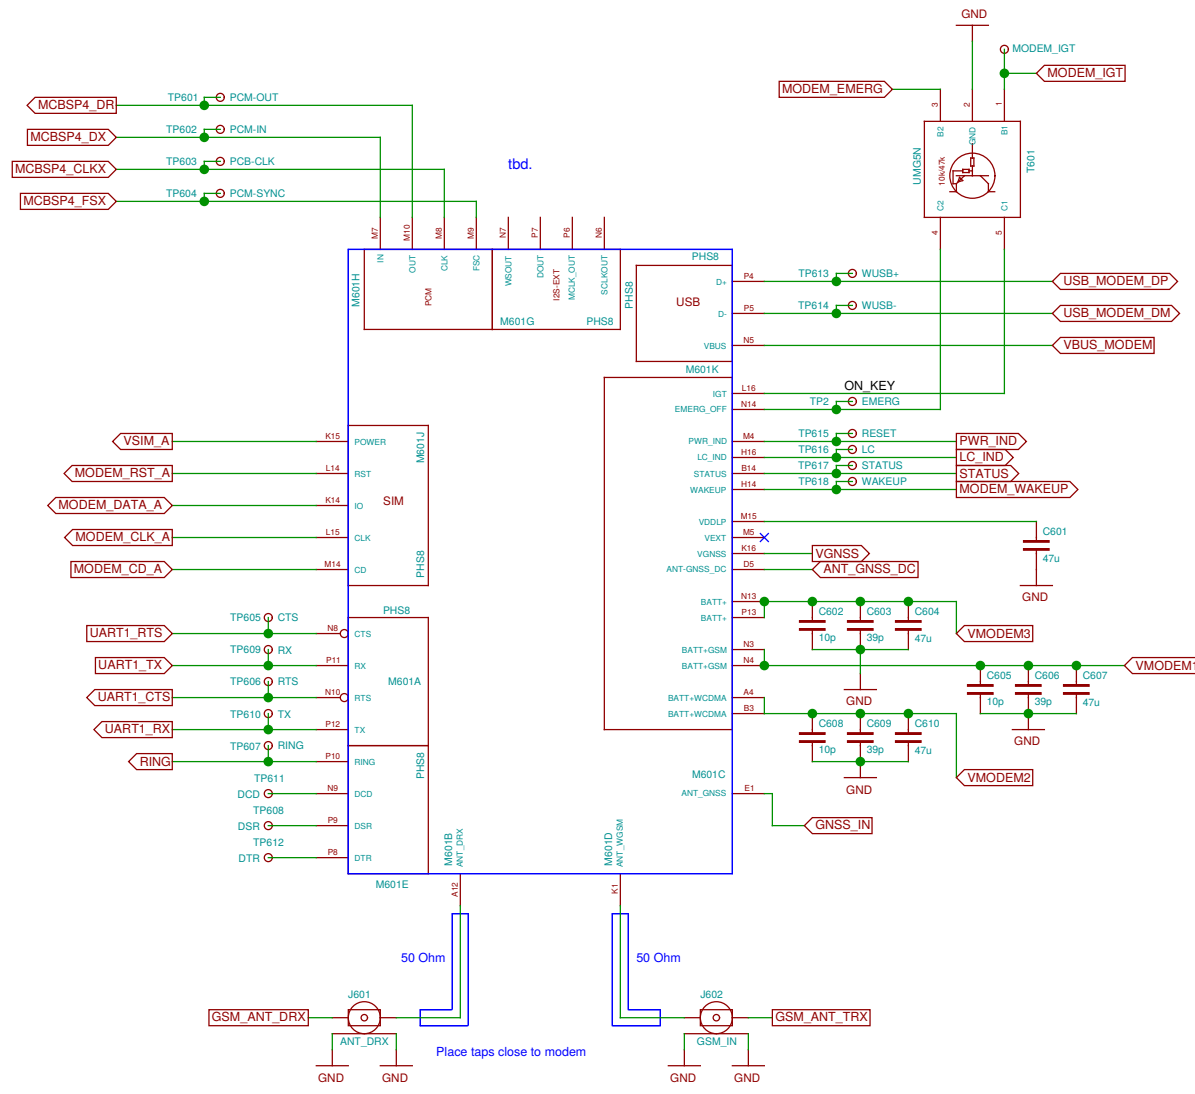 GND
MODEM_IGT
MODEM_IGT
MODEM_EMERG
3
2
1
B2
GND
B1
UMG5N
10k/47k
T601
C2
C1
4
5
MCBSP4_DR
TP601
PCM-OUT
MCBSP4_DX
TP602
PCM-IN
MCBSP4_CLKX
TP603
PCB-CLK
MCBSP4_FSX
TP604
PCM-SYNC
tbd.
M7
M10
M8
M9
N7
P7
P6
N6
M601H
IN
OUT
CLK
FSC
PCM
WSOUT
DOUT
I2S-EXT
MCLK_OUT
SCLKOUT
M601G
PHS8
PHS8
PHS8
USB
D+
P4
TP613
WUSB+
USB_MODEM_DP
D-
P5
TP614
WUSB-
USB_MODEM_DM
VBUS
N5
VBUS_MODEM
M601K
IGT
L16
ON_KEY
EMERG_OFF
N14
TP2
EMERG
PWR_IND
M4
TP615
RESET
PWR_IND
LC_IND
H16
TP616
LC
LC_IND
STATUS
B14
TP617
STATUS
STATUS
WAKEUP
H14
TP618
WAKEUP
MODEM_WAKEUP
VDDLP
M15
C601
47u
GND
VEXT
M5
VGNSS
K16
VGNSS
ANT-GNSS_DC
D5
ANT_GNSS_DC
BATT+
N13
BATT+
P13
C602
10p
C603
39p
C604
47u
VMODEM3
GND
BATT+GSM
N3
BATT+GSM
N4
VMODEM1
C605
10p
C606
39p
C607
47u
GND
BATT+WCDMA
A4
BATT+WCDMA
B3
C608
10p
C609
39p
C610
47u
VMODEM2
GND
M601C
ANT_GNSS
E1
GNSS_IN
VSIM_A
K15
POWER
M601J
MODEM_RST_A
L14
RST
MODEM_DATA_A
K14
IO
SIM
MODEM_CLK_A
L15
CLK
MODEM_CD_A
M14
CD
PHS8
PHS8
UART1_RTS
TP605
CTS
N8
CTS
UART1_TX
TP609
RX
P11
RX
M601A
UART1_CTS
TP606
RTS
N10
RTS
UART1_RX
TP610
TX
P12
TX
RING
TP607
RING
P10
RING
PHS8
TP611
DCD
N9
DCD
TP608
DSR
P9
DSR
TP612
DTR
P8
DTR
M601E
M601B
ANT_DRX
A12
M601D
ANT_WGSM
K1
50 Ohm
50 Ohm
GSM_ANT_DRX
J601
ANT_DRX
GND
GND
Place taps close to modem
J602
GSM_IN
GSM_ANT_TRX
GND
GND